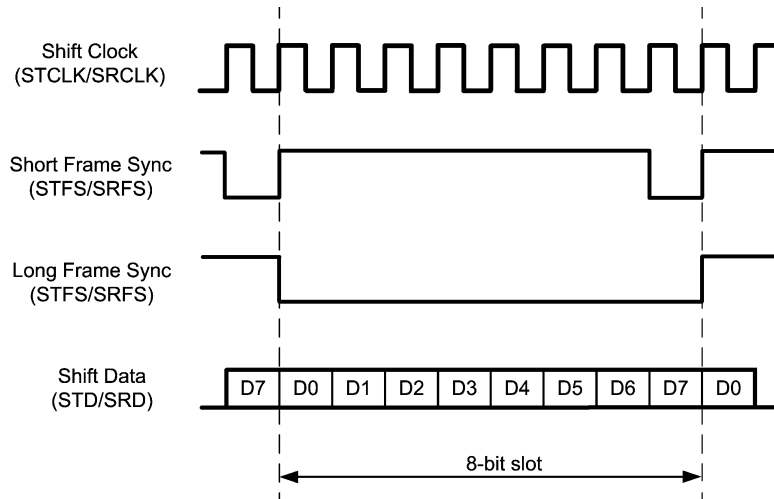 Shift Clock
(STCLK/SRCLK)
Short Frame Sync
(STFS/SRFS)
Long Frame Sync
(STFS/SRFS)
Shift Data
(STD/SRD)
D7 D0 D1 D2 D3 D4 D5 D6 D7 D0
8-bit slot